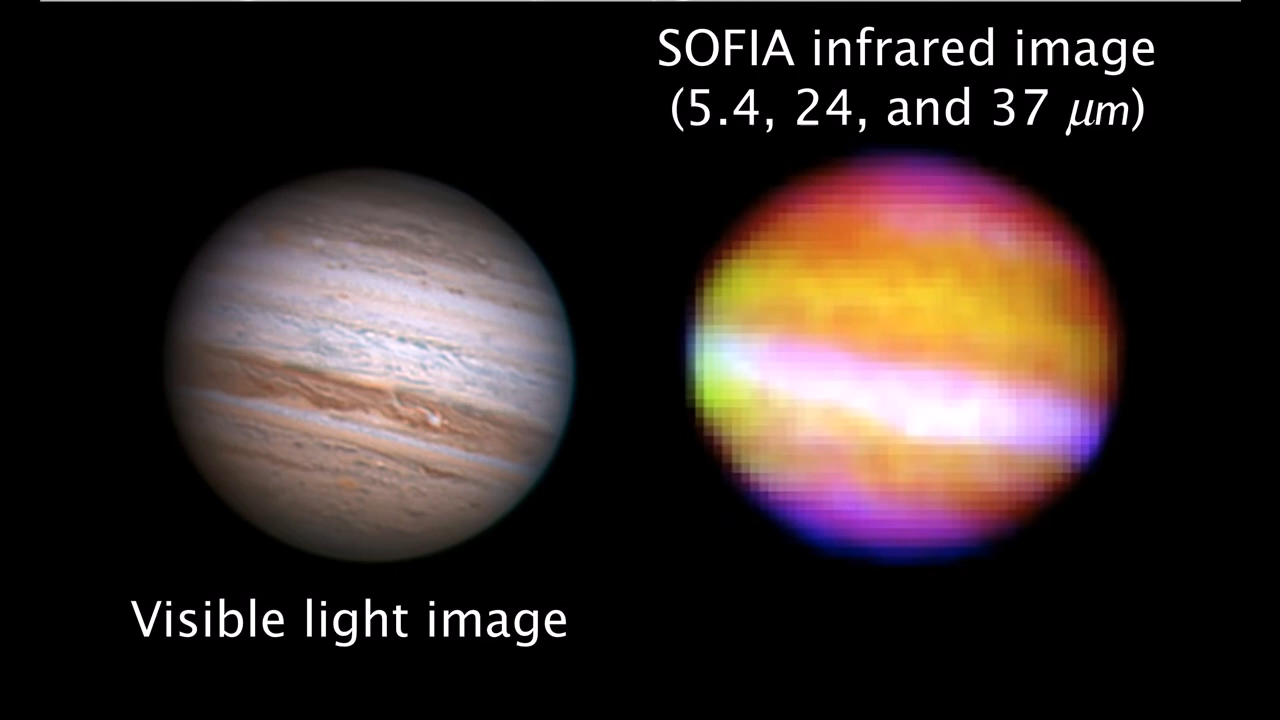 SOFIA infrared image
(5.4, 24, and 37 μm)
Visible light image